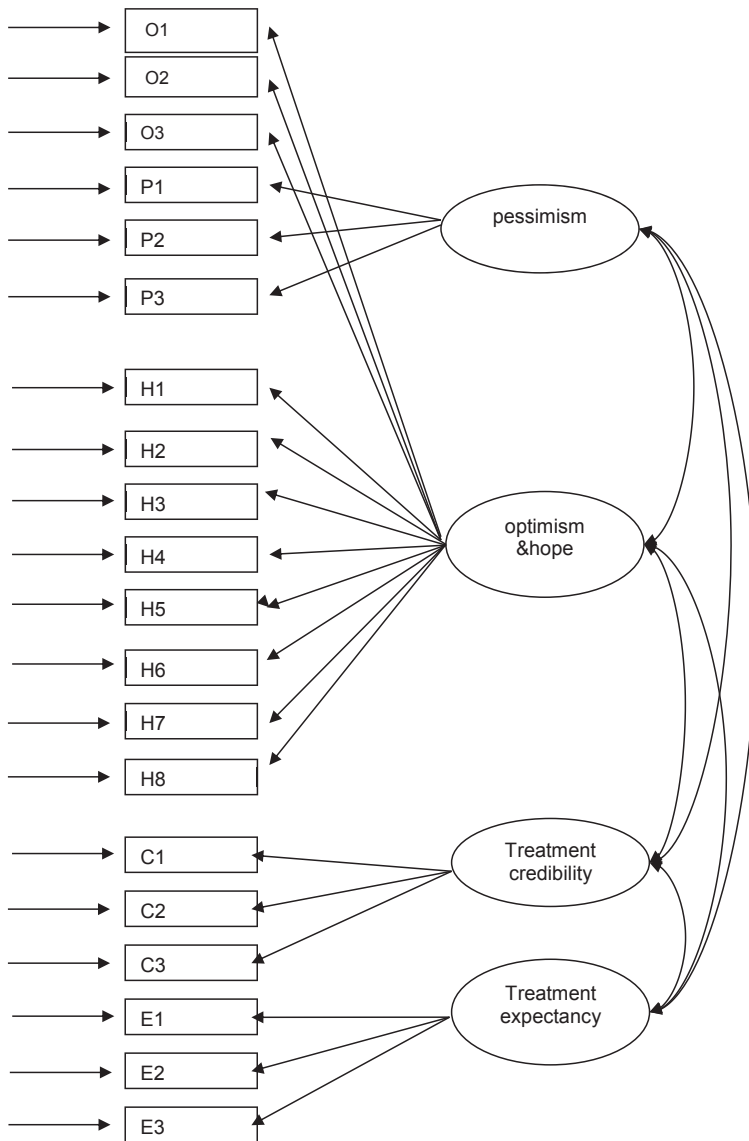 O1
O2
O3
P1
pessimism
P2
P3
H1
H2
H3
optimism
&hope
H4
H5
H6
H7
H8
C1
Treatment
credibility
C2
C3
E1
Treatment
expectancy
E2
E3